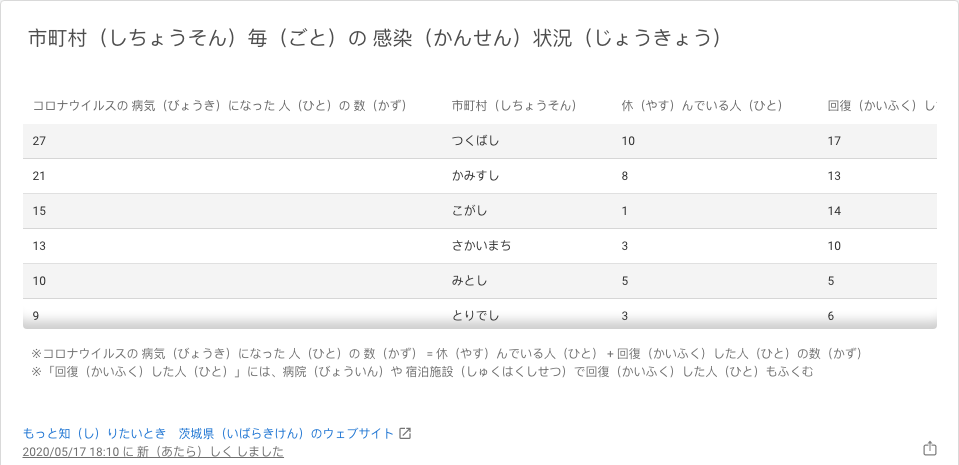 市町村（しちょうそん）毎（ごと）の 感染（かんせん）状況（じょうきょう）
コロナウイルスの 病気（びょうき）になった 人（ひと）の 数（かず） 市町村（しちょうそん） 休（やす）んでいる人（ひと） 回復（かいふく）し
27 つくばし 10 17
21 かみすし 8 13
15 こがし 1 14
13 さかいまち 3 10
10 みとし 5 5
9 とりでし 3 6
※コロナウイルスの 病気（びょうき）になった 人（ひと）の 数（かず） = 休（やす）んでいる人（ひと） + 回復（かいふく）した人（ひと）の数（かず）
※「回復（かいふく）した人（ひと）」には、病院（びょういん）や 宿泊施設（しゅくはくしせつ）で回復（かいふく）した人（ひと）もふくむ
もっと知（し）りたいとき　茨城県（いばらきけん）のウェブサイト
2020/05/17 18:10 に 新（あたら）しく しました